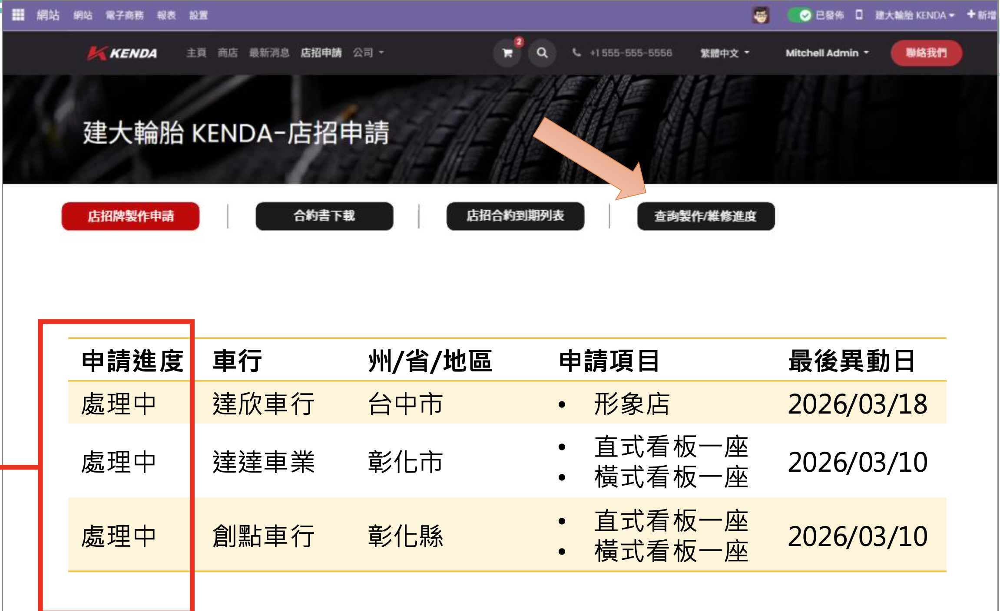 網站 網站 電子商務 報表 設置 已發佈 建大輪胎 KENDA 新增
KENDA 主頁 商店 最新消息 店招申請 公司 2 +1 555-555-5556 繁體中文 Mitchell Admin 聯絡我們
建大輪胎 KENDA-店招申請
店招牌製作申請 合約書下載 店招合約到期列表 查詢製作/維修進度
申請進度 車行 州/省/地區 申請項目 最後異動日
處理中 達欣車行 台中市 • 形象店 2026/03/18
處理中 達達車業 彰化市 • 直式看板一座 2026/03/10
• 橫式看板一座
處理中 創點車行 彰化縣 • 直式看板一座 2026/03/10
• 橫式看板一座